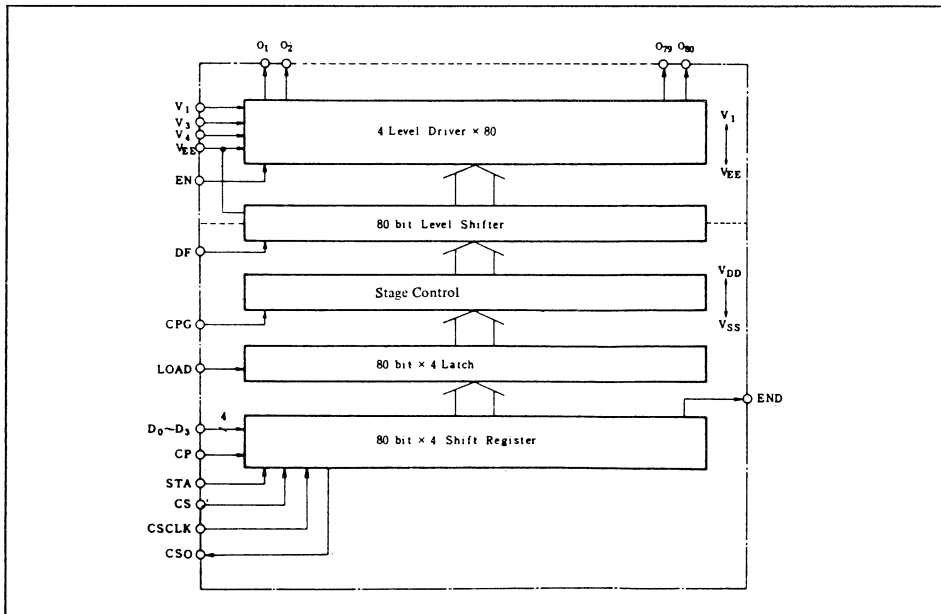 O1 O2 O79 O80
V1
V3
V4
VEE
4 Level Driver × 80
V1
VEE
EN
80 bit Level Shifter
DF
Stage Control
VDD
VSS
CPG
80 bit × 4 Latch
LOAD
END
4
D0~D3
80 bit × 4 Shift Register
CP
STA
CS
CSCLK
CSO